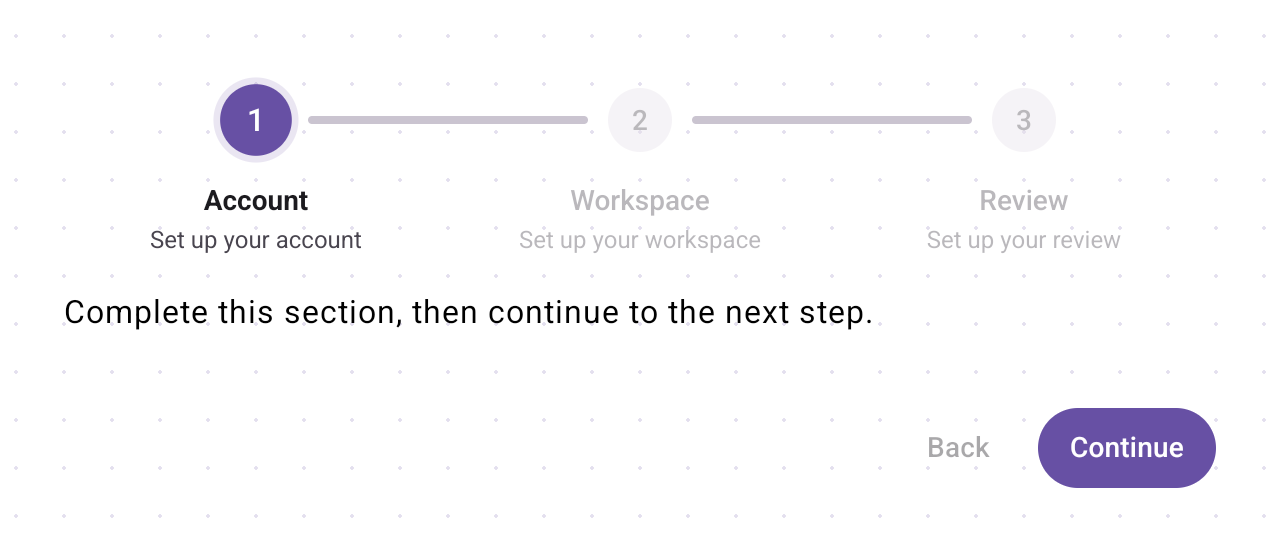 1
2
3
Account
Workspace
Review
Set up your account
Set up your workspace
Set up your review
Complete this section, then continue to the next step.
Back
Continue